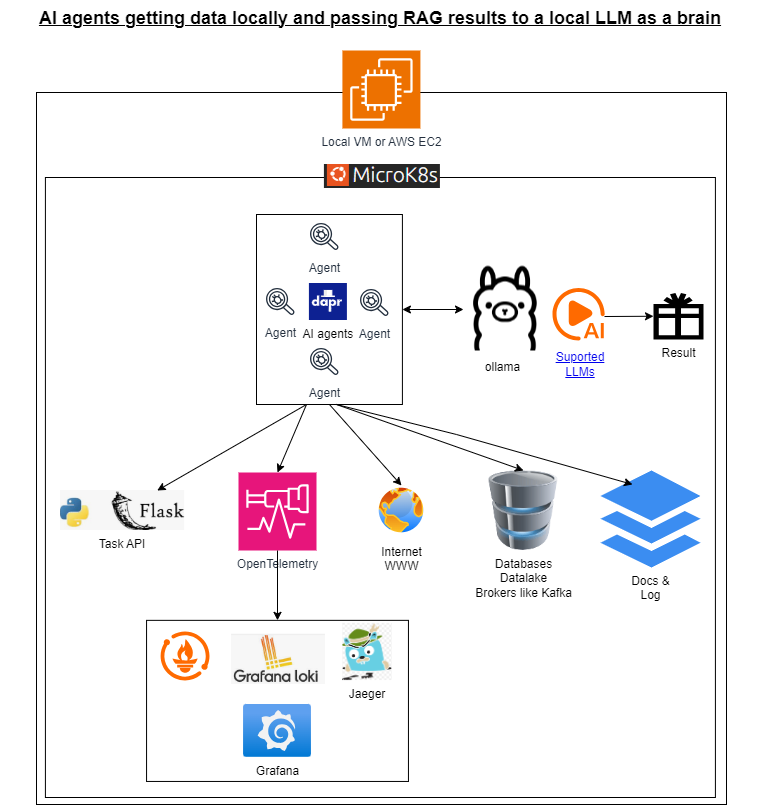 AI agents getting data locally and passing RAG results to a local LLM as a brain
Local VM or AWS EC2
MicroK8s
Agent
dapr
Agent
AI agents
Agent
Agent
ollama
AI
Suported
LLMs
Result
Flask
Task API
OpenTelemetry
Internet
WWW
Databases
Datalake
Brokers like Kafka
Docs &
Log
Grafana loki
Jaeger
Grafana